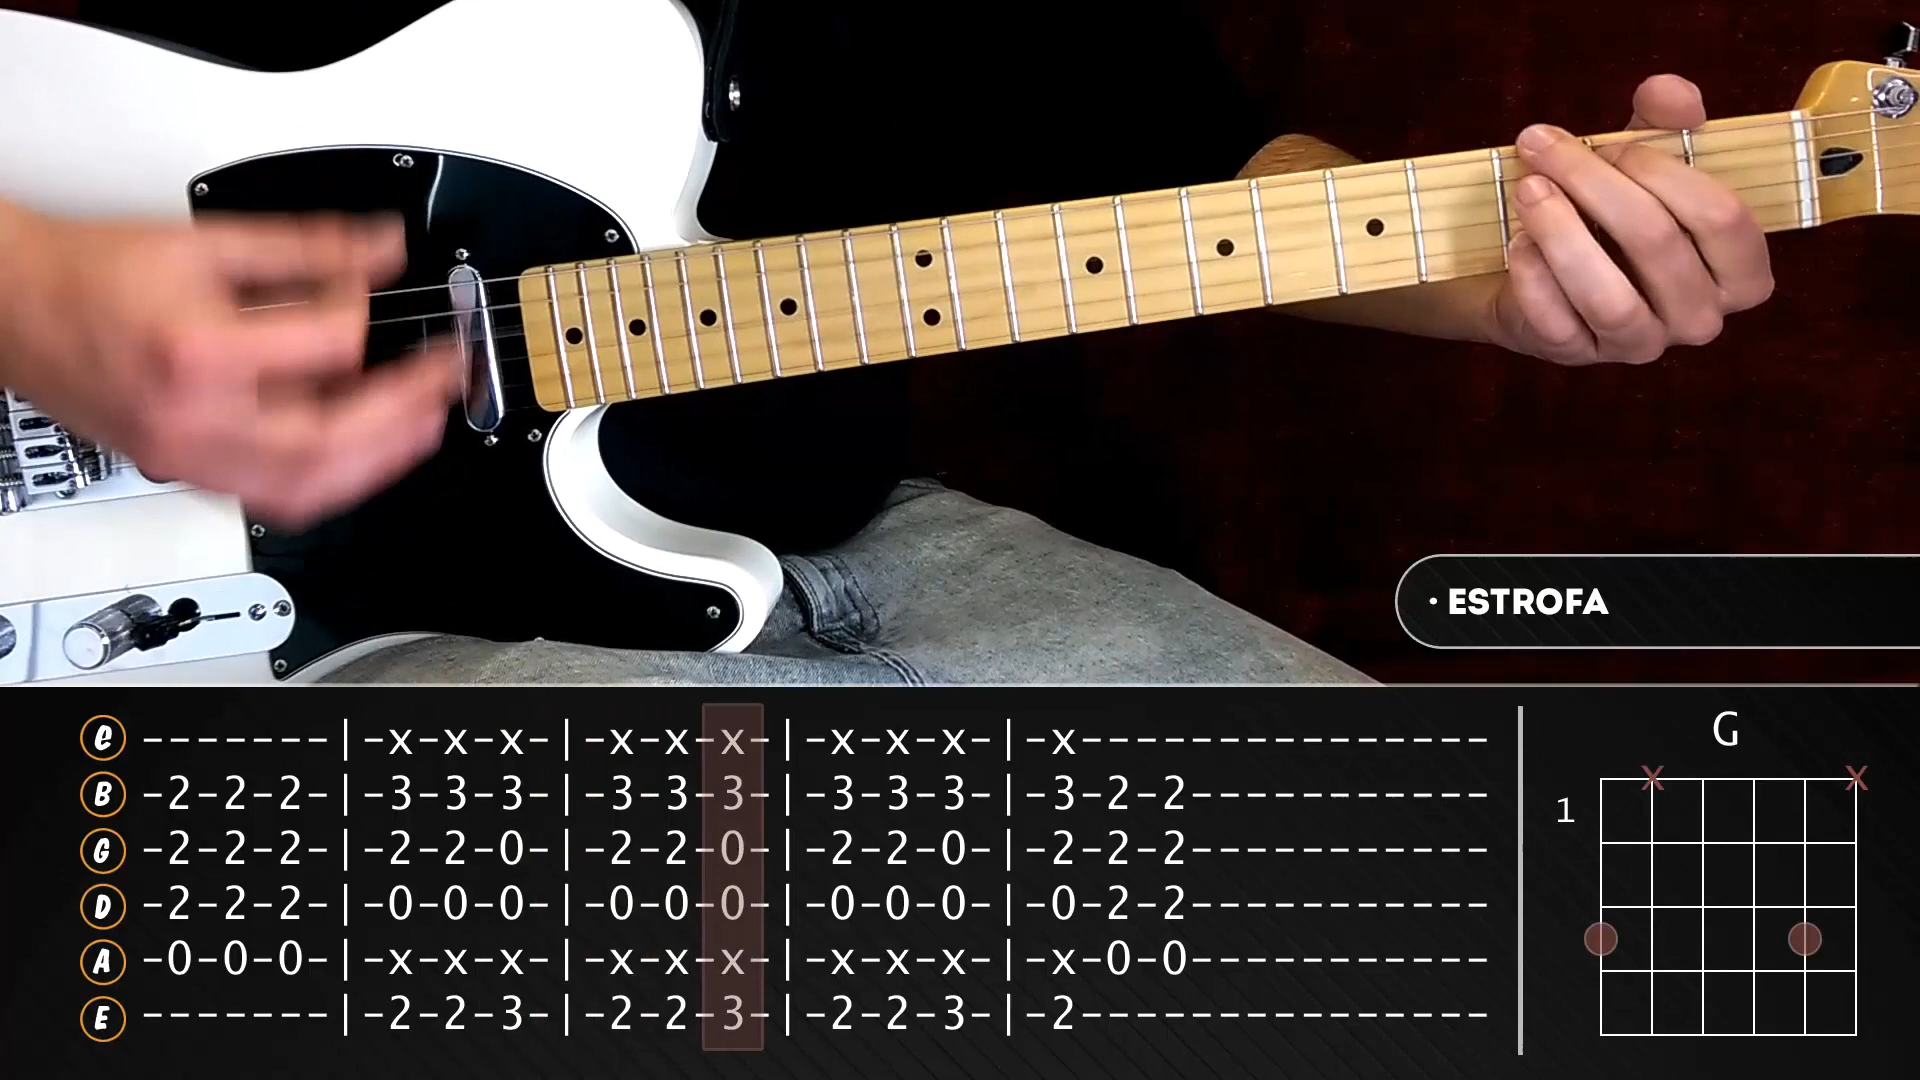 · ESTROFA
e -------|-x-x-x-|-x-x-x-|-x-x-x-|-x---------------
B -2-2-2-|-3-3-3-|-3-3-3-|-3-3-3-|-3-2-2-----------
G -2-2-2-|-2-2-0-|-2-2-0-|-2-2-0-|-2-2-2-----------
D -2-2-2-|-0-0-0-|-0-0-0-|-0-0-0-|-0-2-2-----------
A -0-0-0-|-x-x-x-|-x-x-x-|-x-x-x-|-x-0-0-----------
E -------|-2-2-3-|-2-2-3-|-2-2-3-|-2---------------
G
x x
1